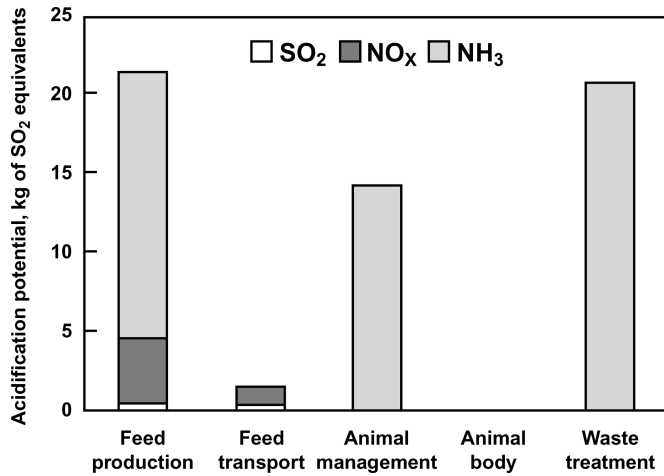 Acidification potential, kg of SO2 equivalents
25
20
15
10
5
0
SO2 NOX NH3
Feed
production
Feed
transport
Animal
management
Animal
body
Waste
treatment